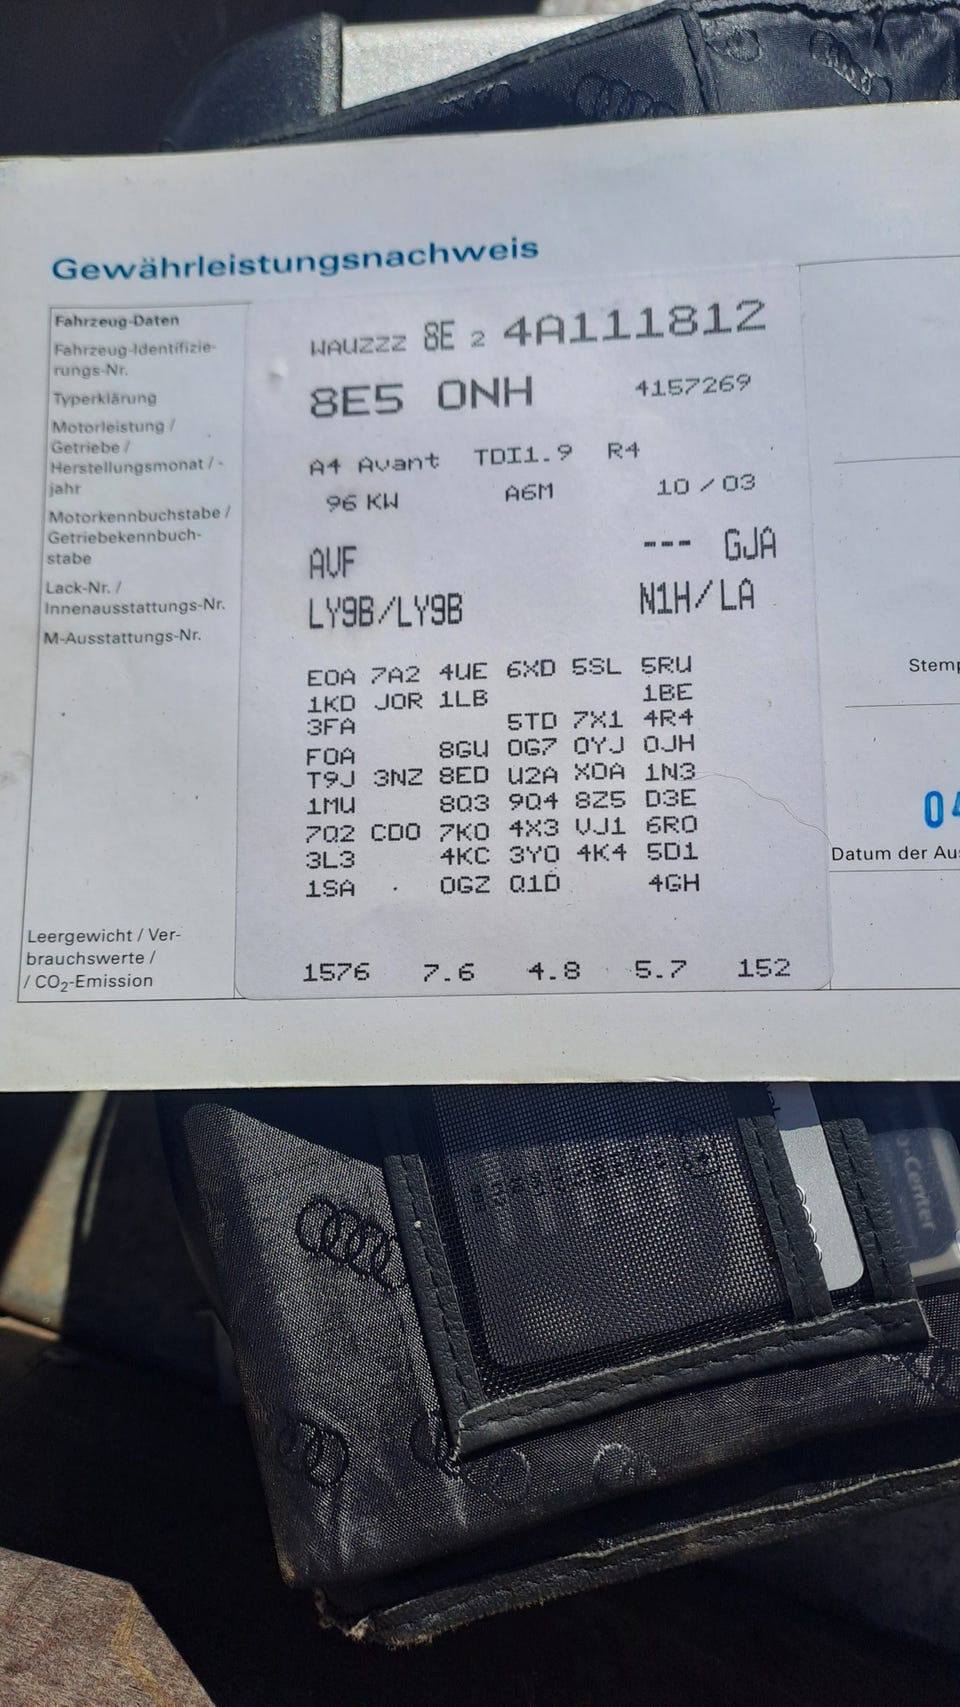 Gewährleistungsnachweis
Fahrzeug-Daten
Fahrzeug-Identifizie-
rungs-Nr.
Typerklärung
Motorleistung /
Getriebe /
Herstellungsmonat / -
jahr
Motorkennbuchstabe /
Getriebekennbuch-
stabe
Lack-Nr. /
Innenausstattungs-Nr.
M-Ausstattungs-Nr.
Leergewicht / Ver-
brauchswerte /
/ CO₂-Emission
WAUZZZ 8E 2 4A111812
8E5 0NH 4157269
A4 Avant TDI1.9 R4
96 KW A6M 10 / 03
AVF --- GJA
LY9B/LY9B N1H/LA
E0A 7A2 4UE 6XD 5SL 5RU
1KD J0R 1LB 1BE
3FA 5TD 7X1 4R4
F0A 8GU 0G7 0YJ 0JH
T9J 3NZ 8ED U2A X0A 1N3
1MU 8Q3 9Q4 8Z5 D3E
7Q2 CD0 7K0 4X3 VJ1 6R0
3L3 4KC 3Y0 4K4 5D1
1SA 0GZ Q1D 4GH
1576 7.6 4.8 5.7 152
Stemp
04
Datum der Aus
-Center